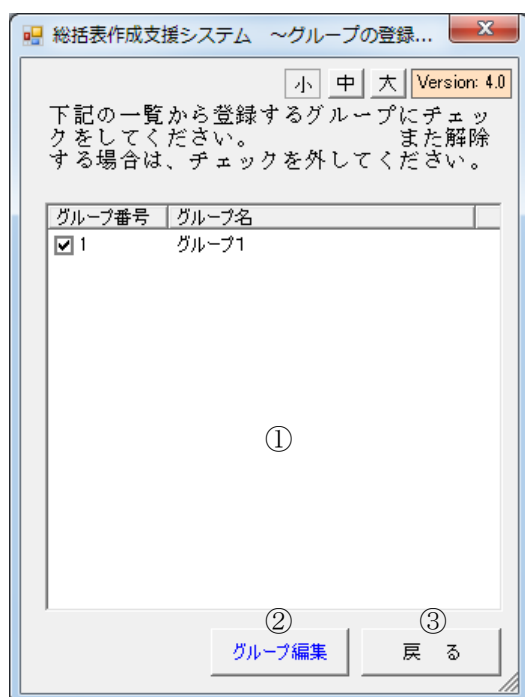 総括表作成支援システム　～グループの登録...
小 中 大 Version: 4.0
下記の一覧から登録するグループにチェッ
クをしてください。　　　　　　また解除
する場合は、チェックを外してください。
グループ番号 グループ名
1 グループ1
①
② ③
グループ編集 戻　る